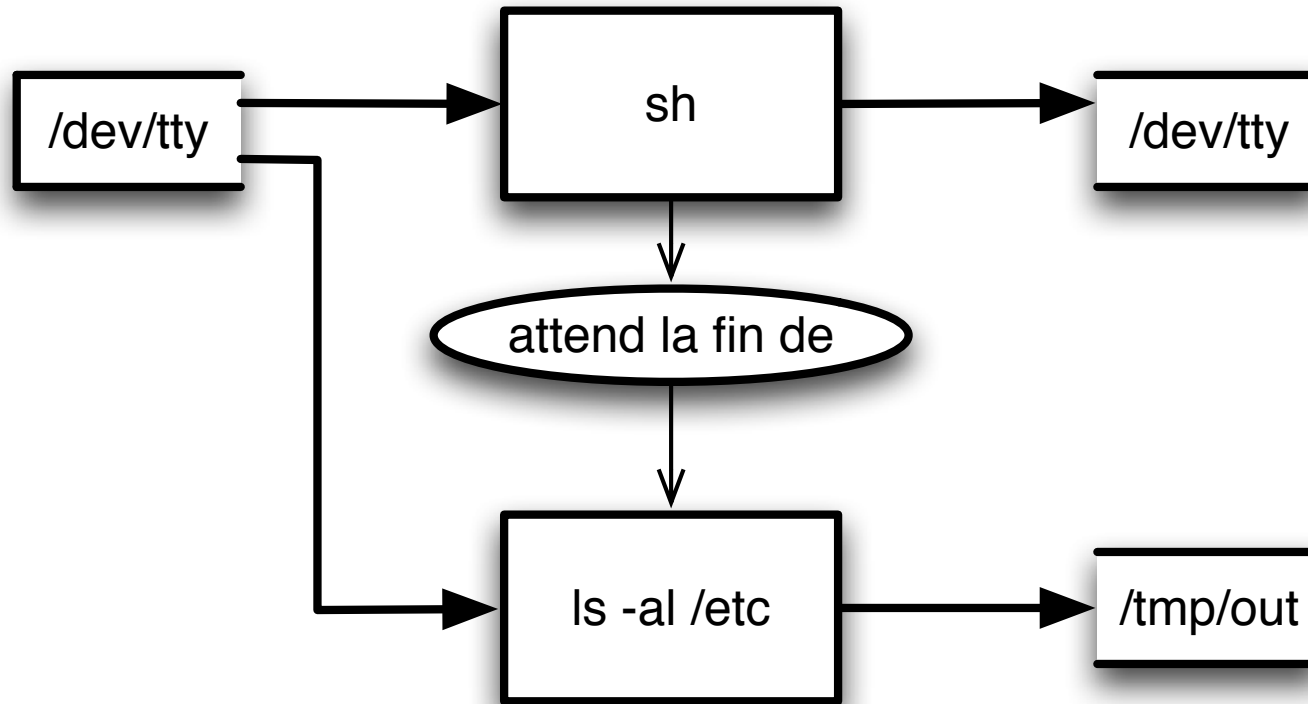 /dev/tty
sh
/dev/tty
attend la fin de
ls -al /etc
/tmp/out